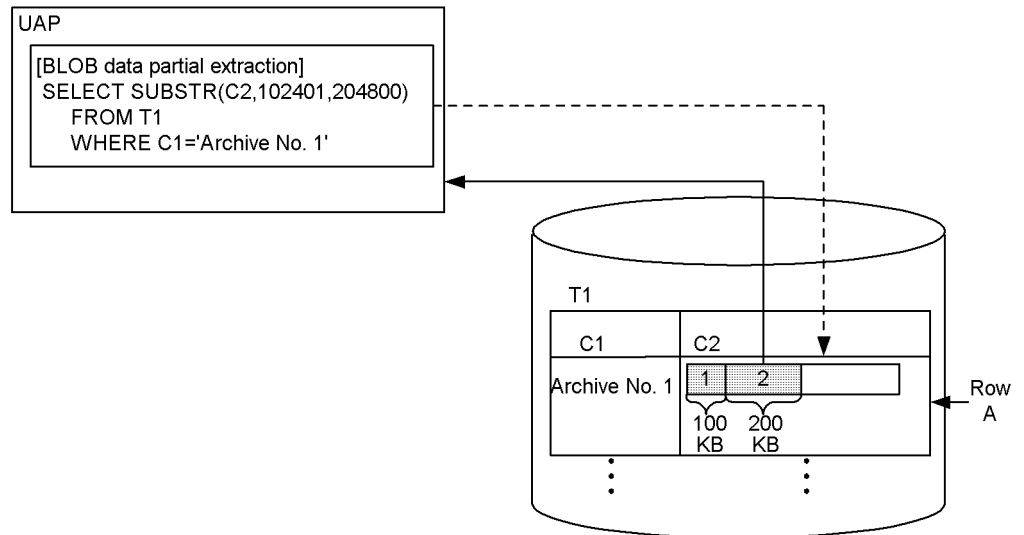 UAP
[BLOB data partial extraction]
SELECT SUBSTR(C2,102401,204800)
FROM T1
WHERE C1='Archive No. 1'
T1
C1
C2
Archive No. 1
1
2
100
KB
200
KB
Row
A